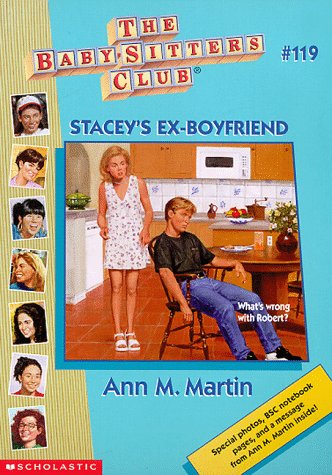 THE
BABY-SITTERS
CLUB®
#119
STACEY'S EX-BOYFRIEND
What's wrong
with Robert?
Ann M. Martin
Special photos, BSC notebook
pages, and a message
from Ann M. Martin inside!
SCHOLASTIC